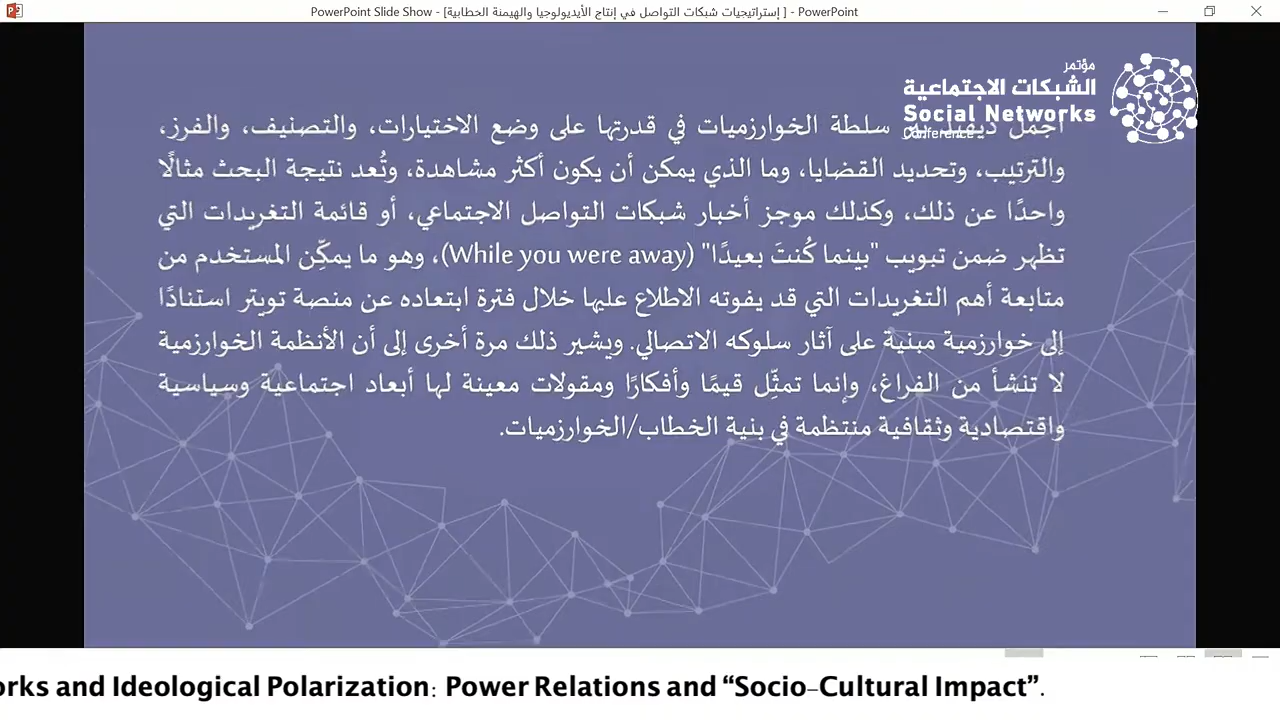 PowerPoint Slide Show - [إستراتيجيات شبكات التواصل في إنتاج الأيديولوجيا والهيمنة الخطابية ] - PowerPoint
مؤتمر
الشبكات الاجتماعية
Social Networks
Conference
أجمل سلطة الخوارزميات في قدرتها على وضع الاختيارات، والتصنيف، والفرز،
والترتيب، وتحديد القضايا، وما الذي يمكن أن يكون أكثر مشاهدة، وتُعد نتيجة البحث مثالًا
واحدًا عن ذلك، وكذلك موجز أخبار شبكات التواصل الاجتماعي، أو قائمة التغريدات التي
تظهر ضمن تبويب "بينما كُنتَ بعيدًا" (While you were away)، وهو ما يمكِّن المستخدم من
متابعة أهم التغريدات التي قد يفوته الاطلاع عليها خلال فترة ابتعاده عن منصة تويتر استنادًا
إلى خوارزمية مبنية على آثار سلوكه الاتصالي. ويشير ذلك مرة أخرى إلى أن الأنظمة الخوارزمية
لا تنشأ من الفراغ، وإنما تمثِّل قيمًا وأفكارًا ومقولات معينة لها أبعاد اجتماعية وسياسية
واقتصادية وثقافية منتظمة في بنية الخطاب/الخوارزميات.
orks and Ideological Polarization: Power Relations and “Socio-Cultural Impact”.